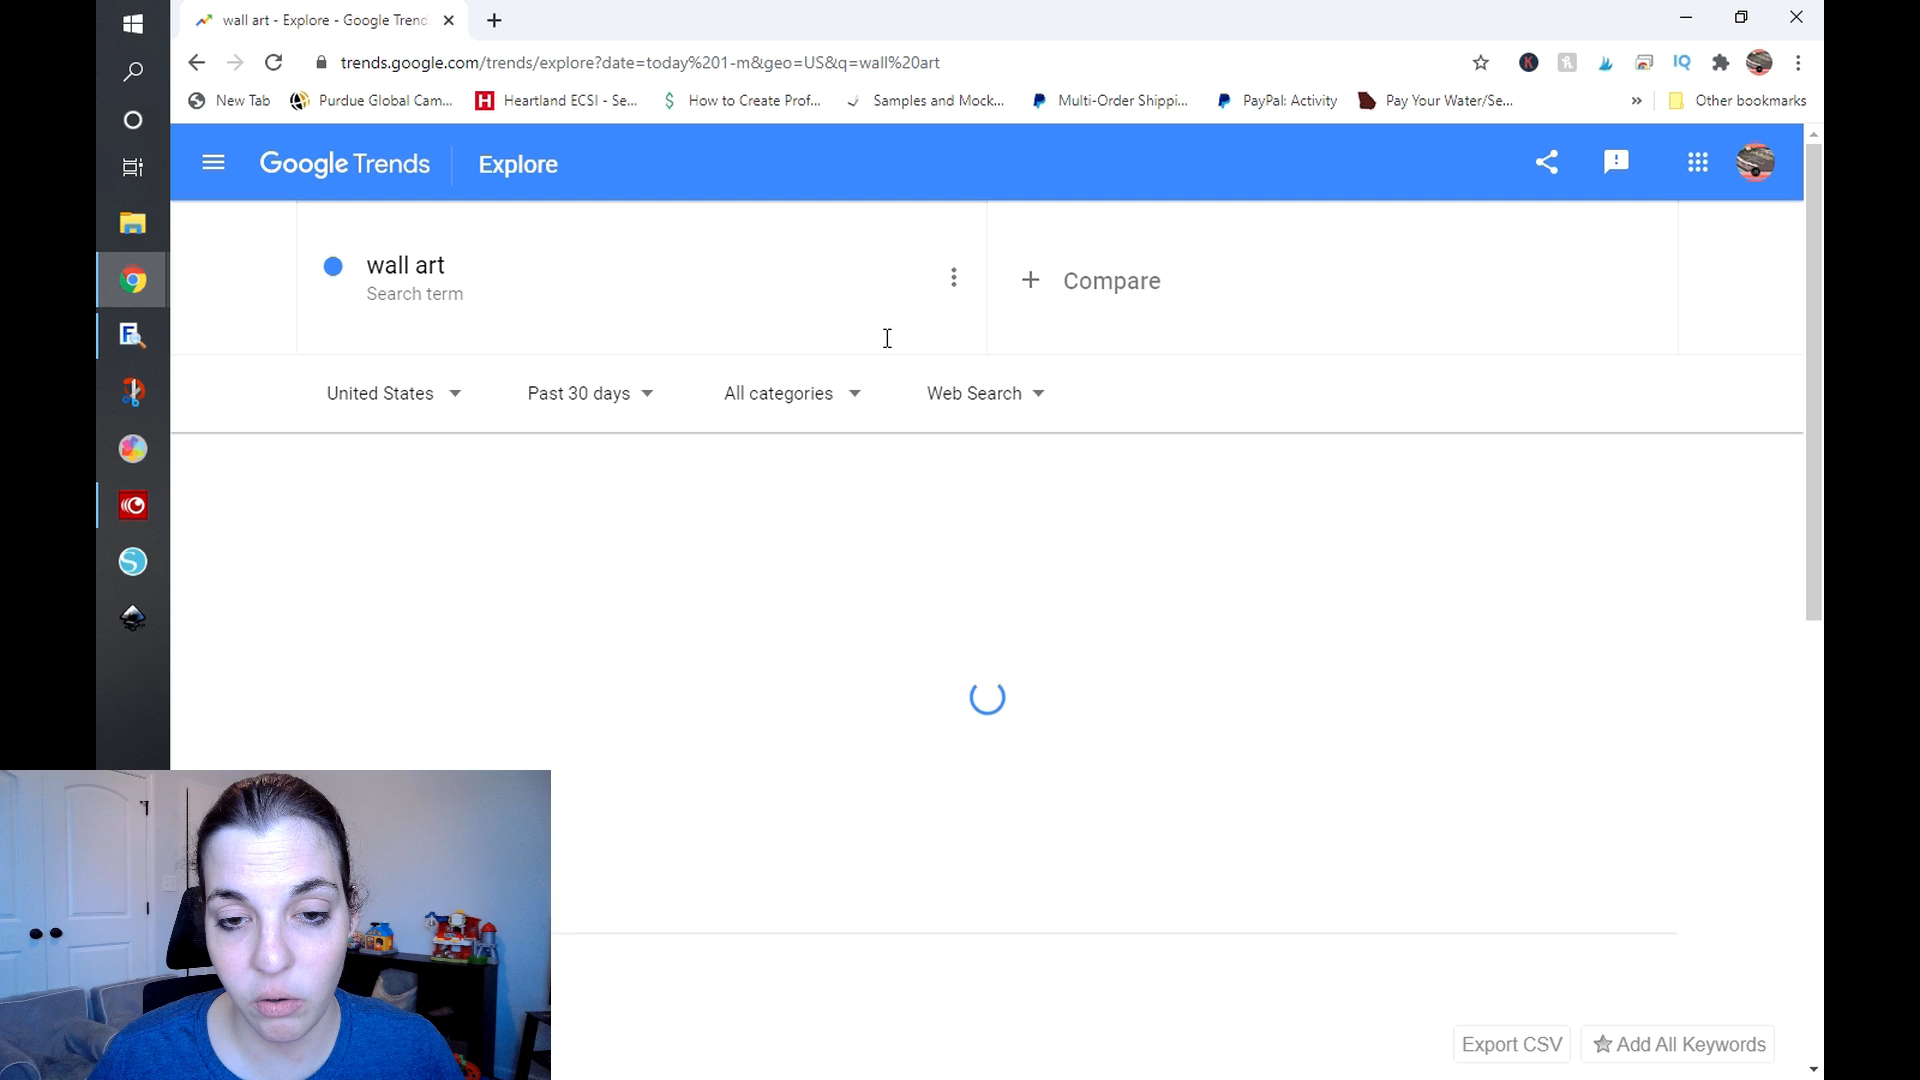 wall art - Explore - Google Trend
trends.google.com/trends/explore?date=today%201-m&geo=US&q=wall%20art
New Tab
Purdue Global Cam...
Heartland ECSI - Se...
How to Create Prof...
Samples and Mock...
Multi-Order Shippi...
PayPal: Activity
Pay Your Water/Se...
»
Other bookmarks
Google Trends
Explore
wall art
Search term
+ Compare
United States
Past 30 days
All categories
Web Search
Export CSV
Add All Keywords